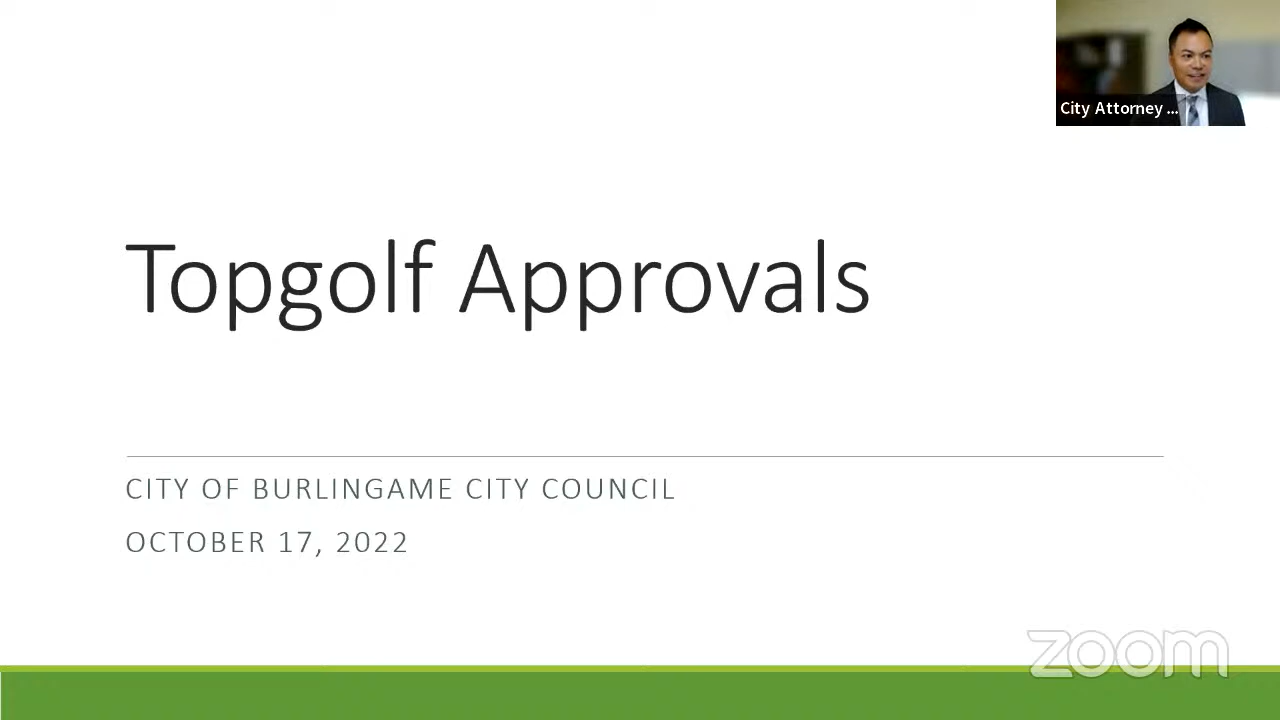 City Attorney ...
Topgolf Approvals
CITY OF BURLINGAME CITY COUNCIL
OCTOBER 17, 2022
zoom